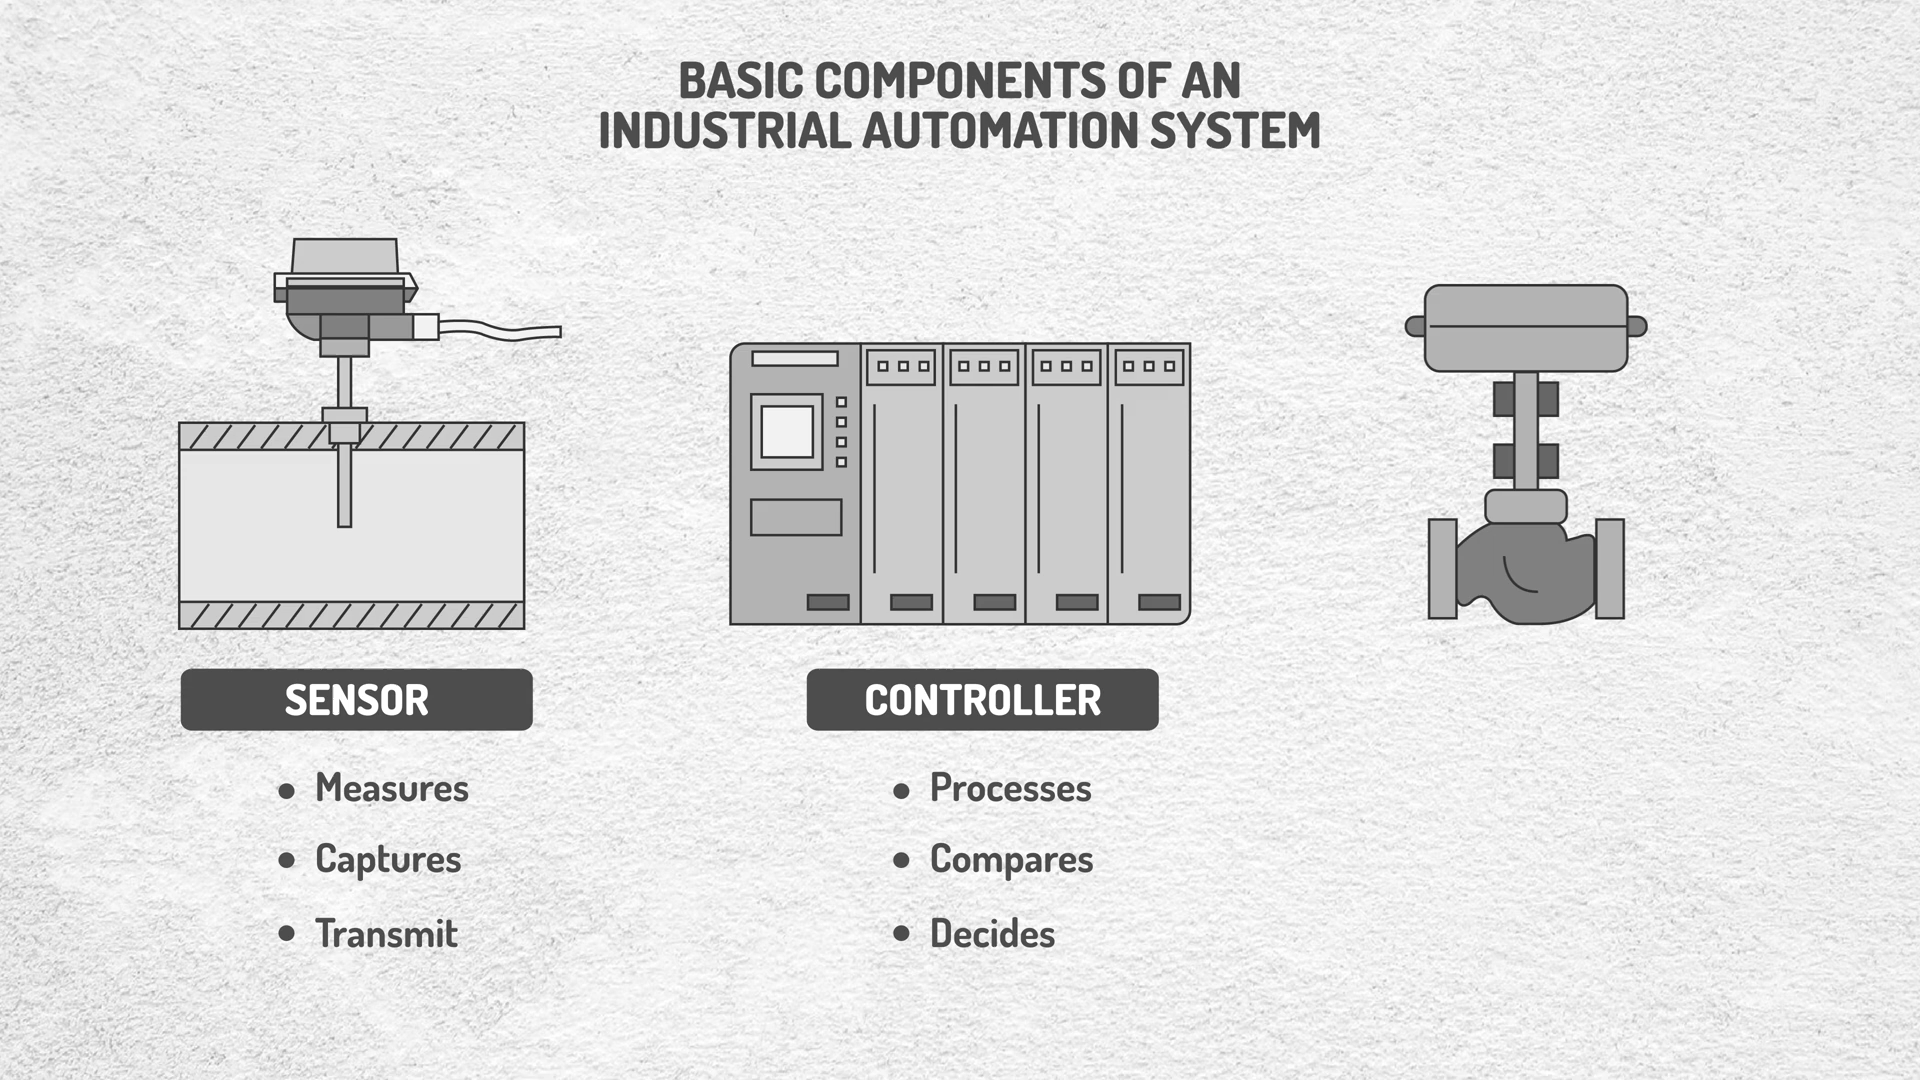 BASIC COMPONENTS OF AN
INDUSTRIAL AUTOMATION SYSTEM
SENSOR
• Measures
• Captures
• Transmit
CONTROLLER
• Processes
• Compares
• Decides